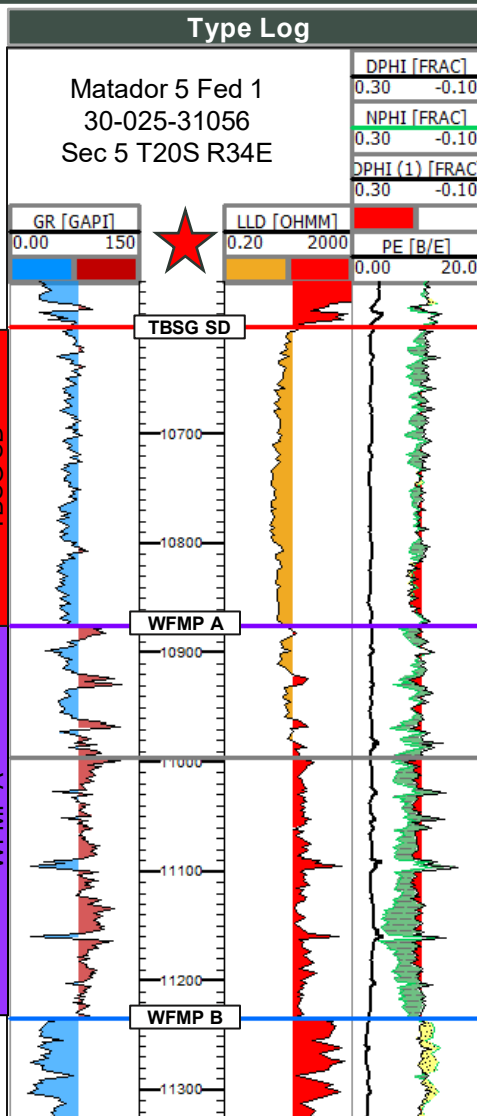 Type Log
Matador 5 Fed 1
30-025-31056
Sec 5 T20S R34E
DPHI [FRAC]
0.30 -0.10
NPHI [FRAC]
0.30 -0.10
DPHI (1) [FRAC
0.30 -0.10
GR [GAPI]
0.00 150
LLD [OHMM]
0.20 2000
PE [B/E]
0.00 20.0
TBSG SD
10700
10800
WFMP A
10900
11000
11100
11200
WFMP B
11300